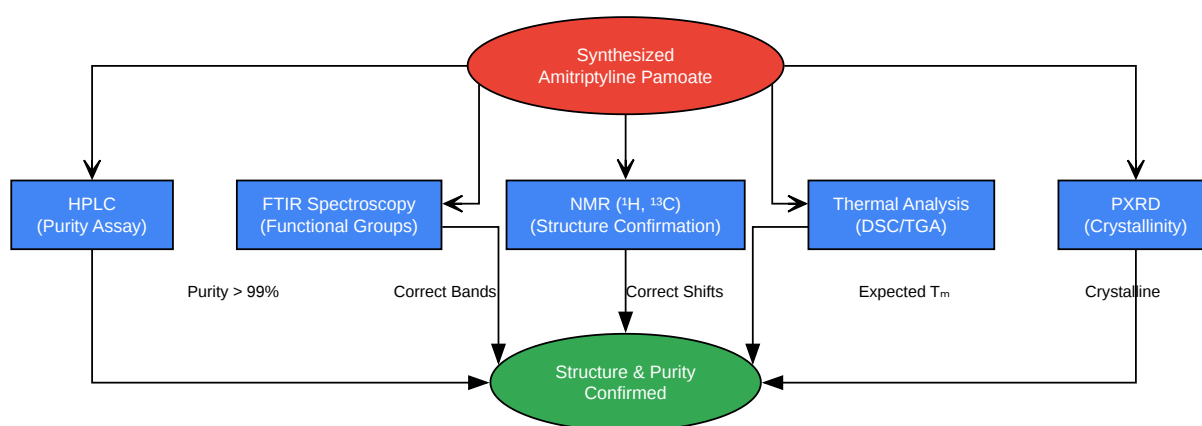 Synthesized
Amitriptyline Pamoate
HPLC
(Purity Assay)
FTIR Spectroscopy
(Functional Groups)
NMR (¹H, ¹³C)
(Structure Confirmation)
Thermal Analysis
(DSC/TGA)
PXRD
(Crystallinity)
Purity > 99%
Correct Bands
Correct Shifts
Expected Tₘ
Crystalline
Structure & Purity
Confirmed